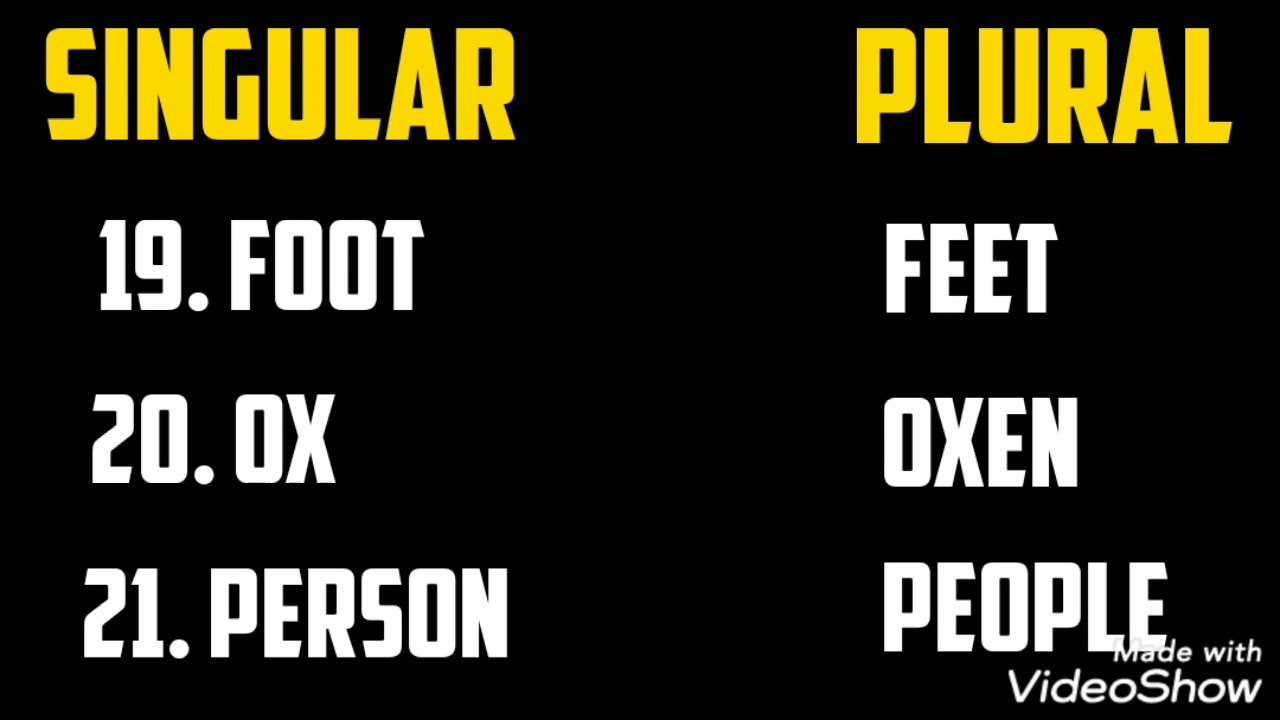 SINGULAR PLURAL
19. FOOT FEET
20. OX OXEN
21. PERSON PEOPLE
Made with
VideoShow